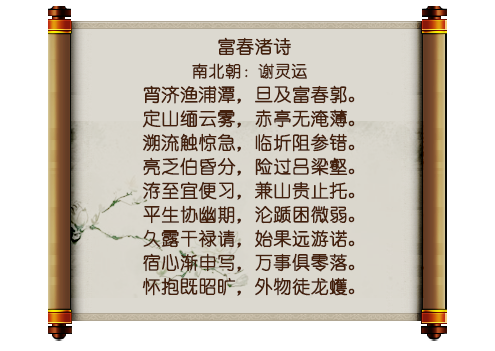 富春渚诗
南北朝：谢灵运
宵济渔浦潭，旦及富春郭。
定山缅云雾，赤亭无淹薄。
溯流触惊急，临圻阻参错。
亮乏伯昏分，险过吕梁壑。
洊至宜便习，兼山贵止托。
平生协幽期，沦踬困微弱。
久露干禄请，始果远游诺。
宿心渐申写，万事俱零落。
怀抱既昭旷，外物徒龙蠖。